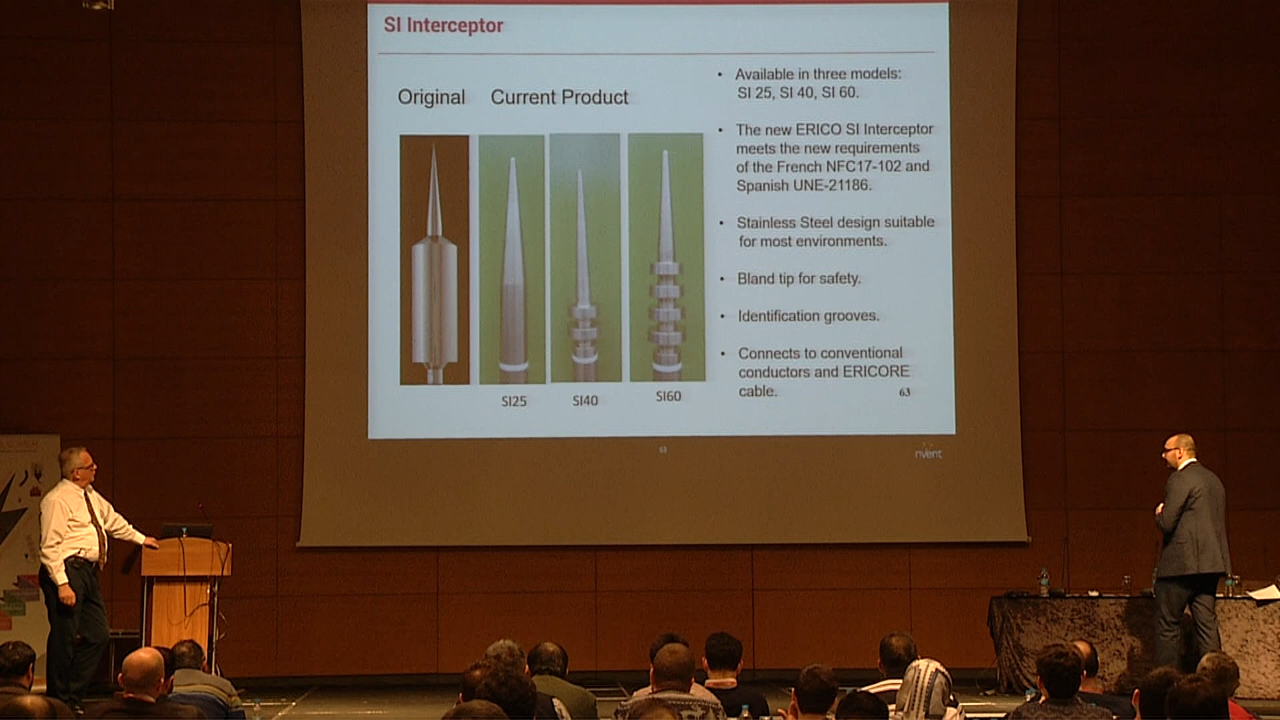 SI Interceptor
Original
Current Product
SI25
SI40
SI60
• Available in three models:
SI 25, SI 40, SI 60.
• The new ERICO SI Interceptor
meets the new requirements
of the French NFC17-102 and
Spanish UNE-21186.
• Stainless Steel design suitable
for most environments.
• Bland tip for safety.
• Identification grooves.
• Connects to conventional
conductors and ERICORE
cable.
63
63
nvent